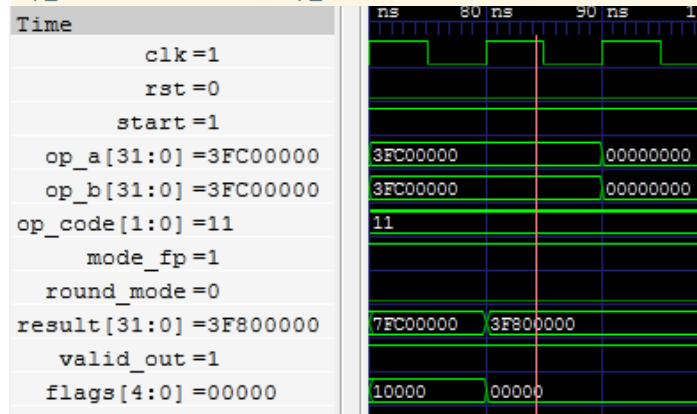 Time ns 80 ns 90 ns 1
clk=1
rst=0
start=1
op_a[31:0]=3FC00000 3FC00000 00000000
op_b[31:0]=3FC00000 3FC00000 00000000
op_code[1:0]=11 11
mode_fp=1
round_mode=0
result[31:0]=3F800000 7FC00000 3F800000
valid_out=1
flags[4:0]=00000 10000 00000